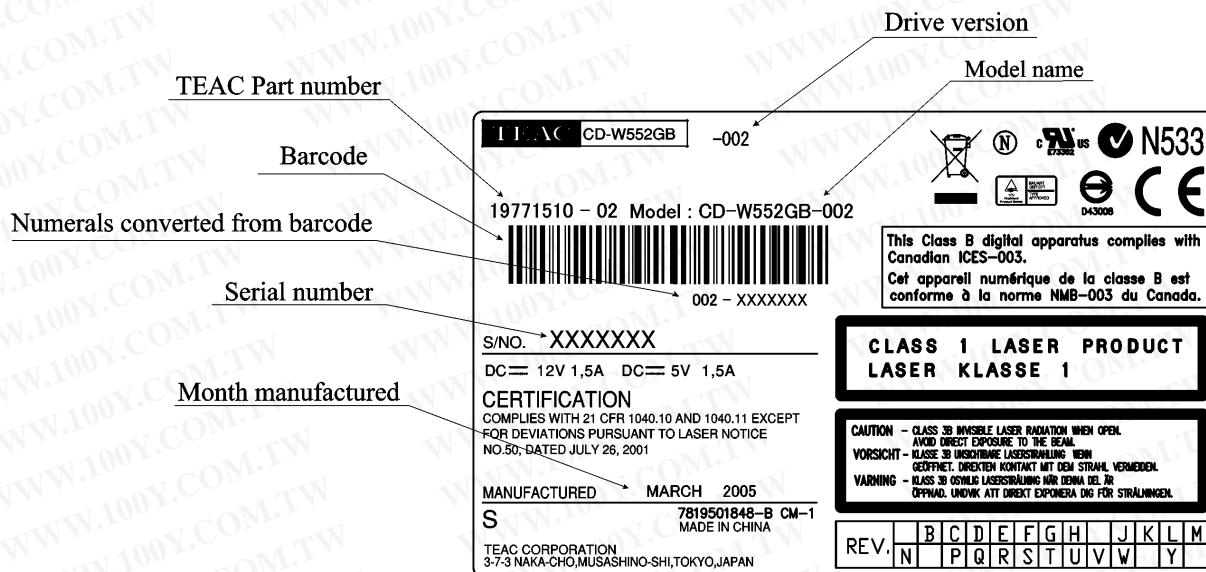 Drive version
Model name
TEAC Part number
Barcode
Numerals converted from barcode
Serial number
Month manufactured
TEAC CD-W552GB -002
19771510 - 02 Model : CD-W552GB-002
002 - XXXXXXX
S/NO. XXXXXXX
DC 12V 1,5A DC 5V 1,5A
CERTIFICATION
COMPLIES WITH 21 CFR 1040.10 AND 1040.11 EXCEPT
FOR DEVIATIONS PURSUANT TO LASER NOTICE
NO.50, DATED JULY 26, 2001
MANUFACTURED MARCH 2005
S
7819501848-B CM-1
MADE IN CHINA
TEAC CORPORATION
3-7-3 NAKA-CHO,MUSASHINO-SHI,TOKYO,JAPAN
N c US N533
E73362
D43008
CE
This Class B digital apparatus complies with
Canadian ICES-003.
Cet appareil numérique de la classe B est
conforme à la norme NMB-003 du Canada.
CLASS 1 LASER PRODUCT
LASER KLASSE 1
CAUTION - CLASS 3B INVISIBLE LASER RADIATION WHEN OPEN.
AVOID DIRECT EXPOSURE TO THE BEAM.
VORSICHT - KLASSE 3B UNSICHTBARE LASERSTRAHLUNG WENN
GEÖFFNET. DIREKTEN KONTAKT MIT DEM STRAHL VERMEIDEN.
VARNING - KLASS 3B OSYNLIG LASERSTRÅLNING NÄR DENNA DEL ÄR
ÖPPNAD. UNDVIK ATT DIREKT EXPONERA DIG FÖR STRÅLNINGEN.
REV. B C D E F G H J K L M
N P Q R S T U V W Y
WWW.100Y.COM.TW